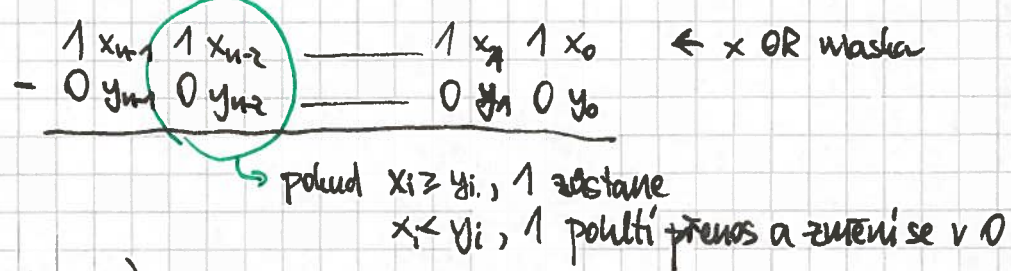 1 xₙ₋₁ 1 xₙ₋₂ —— 1 x₁ 1 x₀ ← x OR maska
- 0 yₙ₋₁ 0 yₙ₋₂ —— 0 y₁ 0 y₀
↳ pokud xᵢ ≥ yᵢ, 1 zůstane
xᵢ < yᵢ, 1 pohltí přenos a změní se v 0